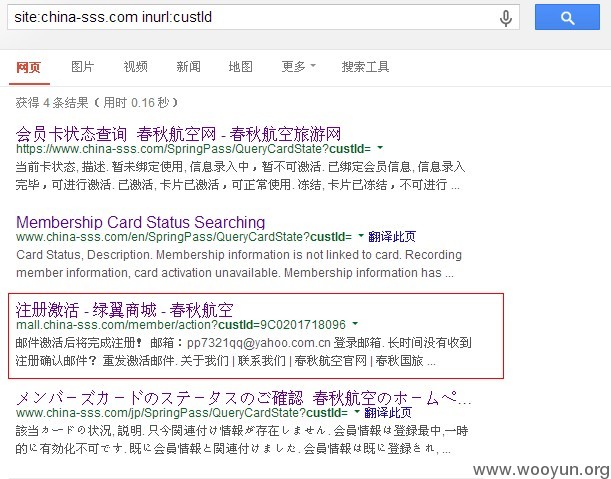 site:china-sss.com inurl:custId
网页 图片 视频 新闻 地图 更多 搜索工具
获得 4 条结果 （用时 0.16 秒）
会员卡状态查询 春秋航空网 - 春秋航空旅游网
https://www.china-sss.com/SpringPass/QueryCardState?custId=
当前卡状态, 描述. 暂未绑定使用, 信息录入中，暂不可激活. 已绑定会员信息, 信息录入
完毕，可进行激活. 已激活, 卡片已激活，可正常使用. 冻结, 卡片已冻结，不可进行 ...
Membership Card Status Searching
www.china-sss.com/en/SpringPass/QueryCardState?custId= 翻译此页
Card Status, Description. Membership information is not linked to card. Recording
member information, card activation unavailable. Membership information has ...
注册激活 - 绿翼商城 - 春秋航空
mall.china-sss.com/member/action?custId=9C0201718096
邮件激活后将完成注册！ 邮箱：pp7321qq@yahoo.com.cn 登录邮箱. 长时间没有收到
注册确认邮件？ 重发激活邮件. 关于我们 | 联系我们 | 春秋航空官网 | 春秋国旅 ...
メンバーズカードのステータスのご確認 春秋航空のホームペ...
www.china-sss.com/jp/SpringPass/QueryCardState?custId= 翻译此页
該当カードの状況, 説明. 只今関連付け情報が存在しません. 会員情報は登録最中,一時
的に有効化不可です. 既に会員情報と関連付けました. 会員情報は既に登録され, ...
www.wooyun.org